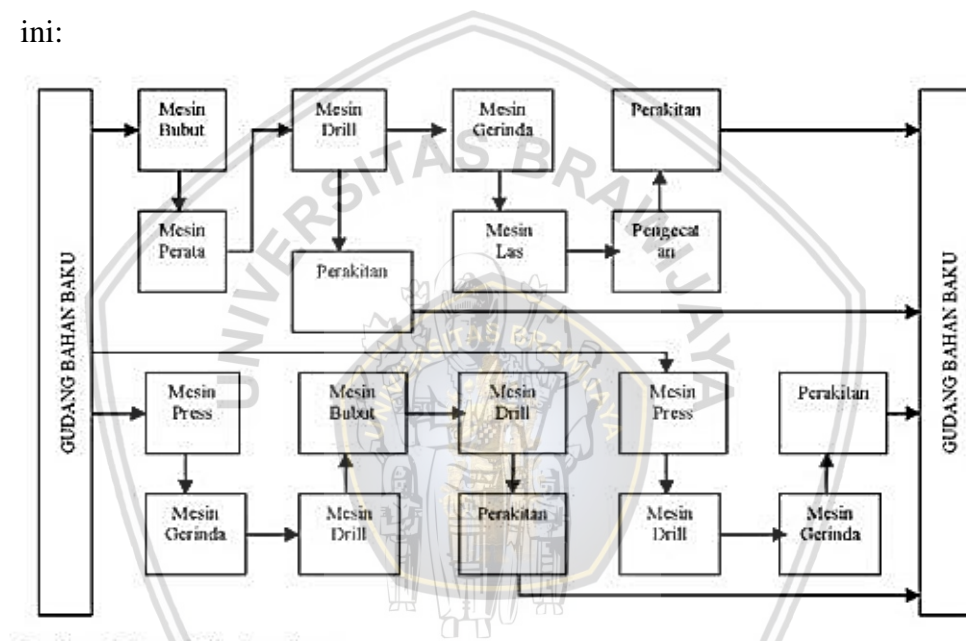 ini:
GUDANG BAHAN BAKU
Mesin
Bubut
Mesin
Drill
Mesin
Gerinda
Perakitan
Mesin
Perata
Perakitan
Mesin
Las
Pengecat
an
Mesin
Press
Mesin
Bubut
Mesin
Drill
Mesin
Press
Perakitan
Mesin
Gerinda
Mesin
Drill
Perakitan
Mesin
Drill
Mesin
Gerinda
GUDANG BAHAN BAKU
UNIVERSITAS BRAWIJAYA
UNIVERSITAS BRAWIJAYA